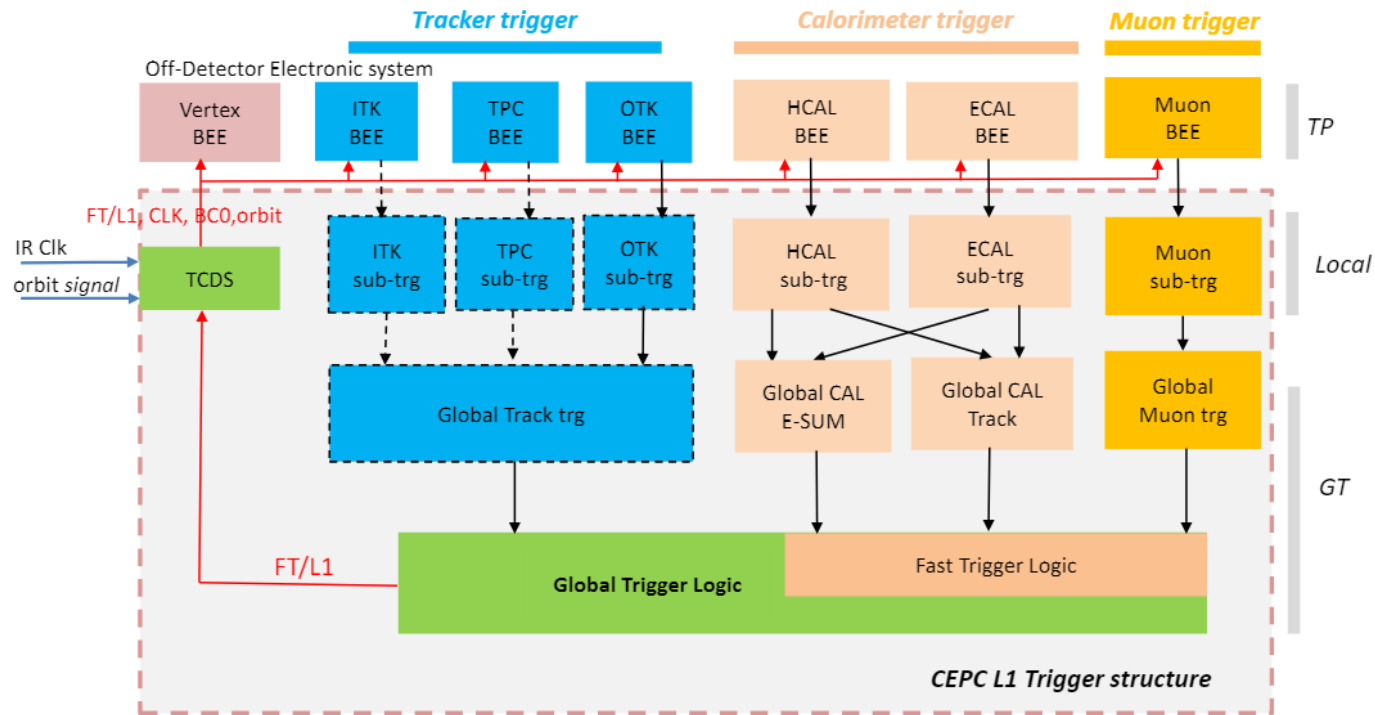 Tracker trigger
Calorimeter trigger
Muon trigger
Off-Detector Electronic system
Vertex
BEE
ITK
BEE
TPC
BEE
OTK
BEE
HCAL
BEE
ECAL
BEE
Muon
BEE
TP
FT/L1, CLK, BC0,orbit
IR Clk
orbit signal
TCDS
ITK
sub-trg
TPC
sub-trg
OTK
sub-trg
HCAL
sub-trg
ECAL
sub-trg
Muon
sub-trg
Local
Global Track trg
Global CAL
E-SUM
Global CAL
Track
Global
Muon trg
GT
FT/L1
Global Trigger Logic
Fast Trigger Logic
CEPC L1 Trigger structure